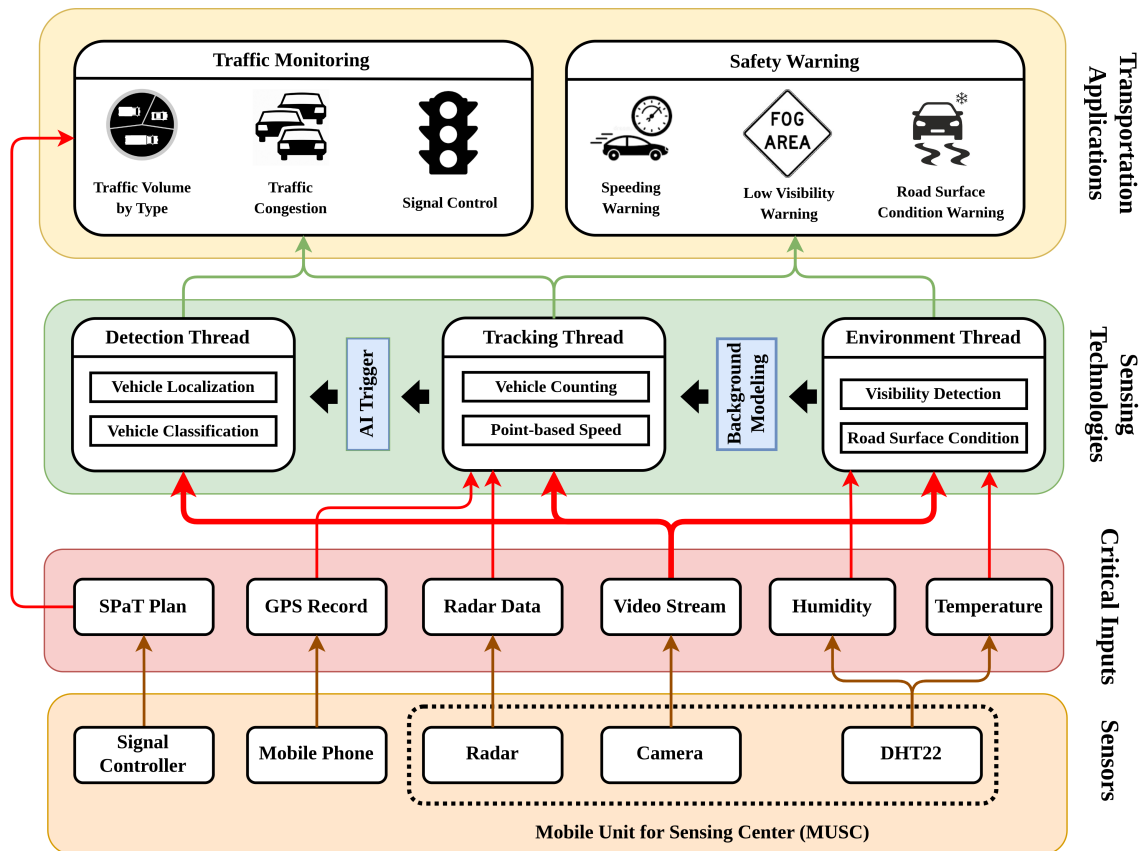 Traffic Monitoring
Traffic Volume
by Type
Traffic
Congestion
Signal Control
Safety Warning
Speeding
Warning
FOG
AREA
Low Visibility
Warning
Road Surface
Condition Warning
Transportation
Applications
Detection Thread
Vehicle Localization
Vehicle Classification
AI Trigger
Tracking Thread
Vehicle Counting
Point-based Speed
Background
Modeling
Environment Thread
Visibility Detection
Road Surface Condition
Sensing
Technologies
SPaT Plan
GPS Record
Radar Data
Video Stream
Humidity
Temperature
Critical Inputs
Signal
Controller
Mobile Phone
Radar
Camera
DHT22
Mobile Unit for Sensing Center (MUSC)
Sensors